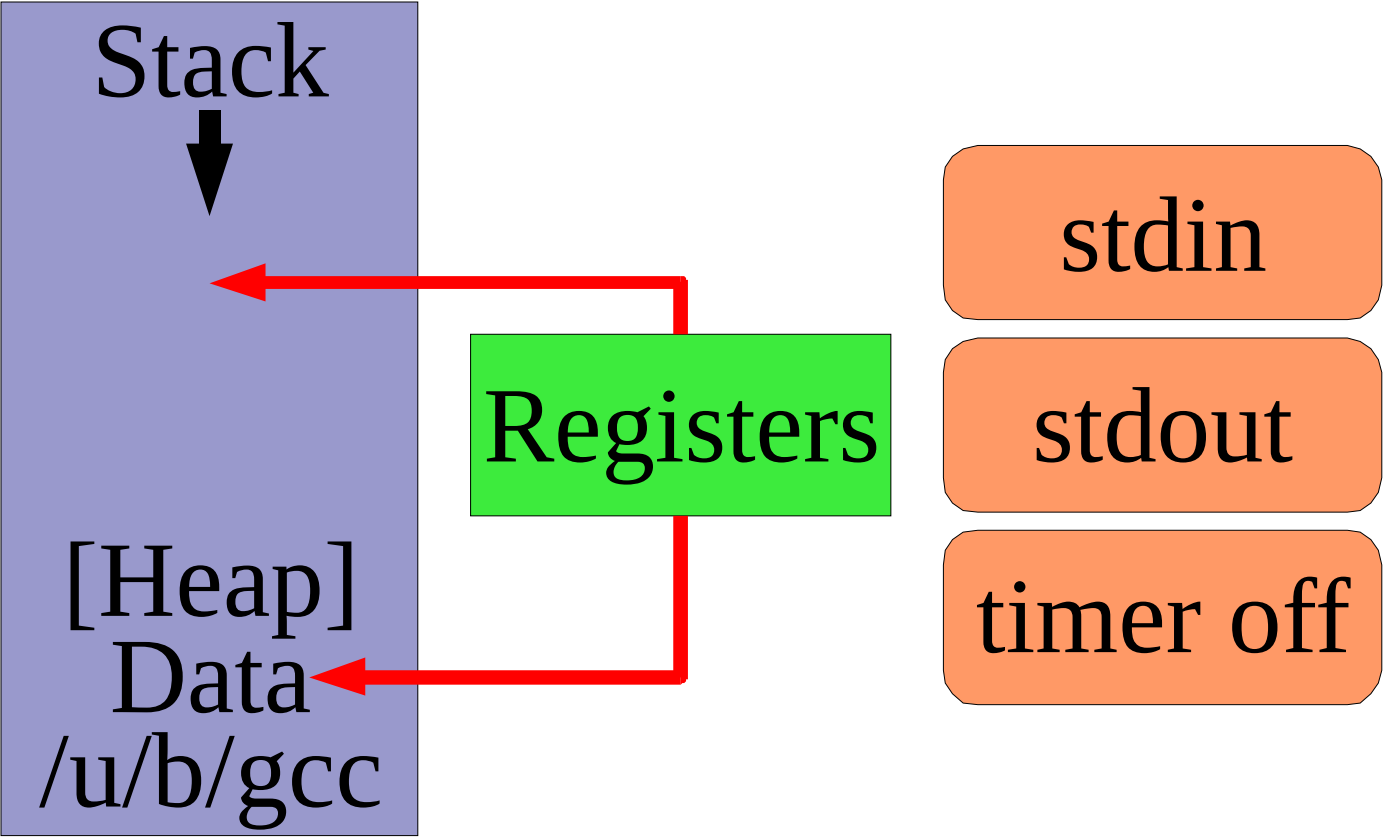 Stack
[Heap]
Data
/u/b/gcc
Registers
stdin
stdout
timer off